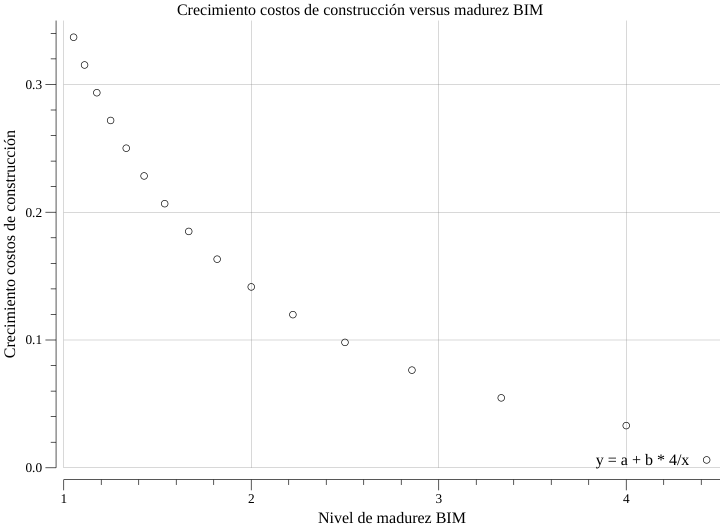 Crecimiento costos de construcción versus madurez BIM
Crecimiento costos de construcción
0.3
0.2
0.1
0.0
y = a + b * 4/x
1 2 3 4
Nivel de madurez BIM